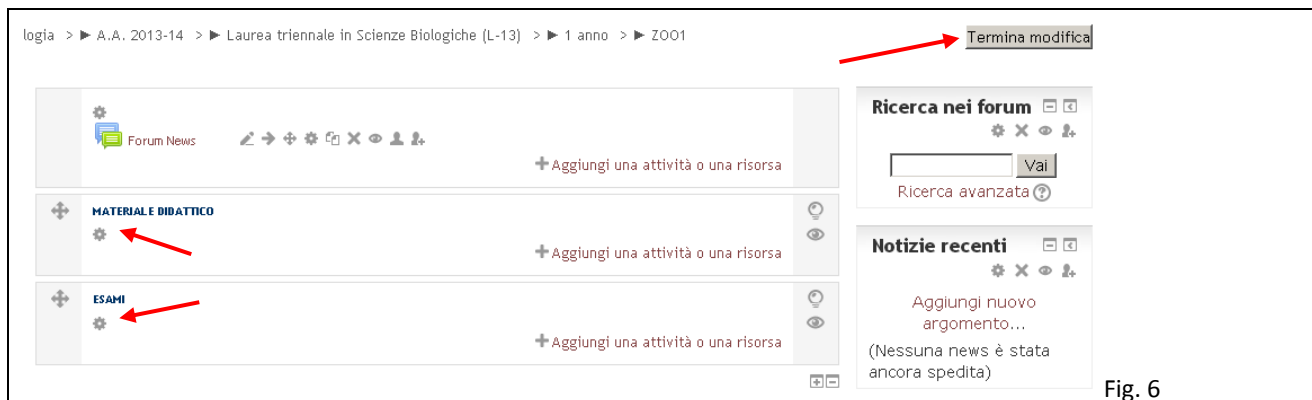 logia > ▶ A.A. 2013-14 > ▶ Laurea triennale in Scienze Biologiche (L-13) > ▶ 1 anno > ▶ ZOO1
Termina modifica
Forum News
+Aggiungi una attività o una risorsa
MATERIALE DIDATTICO
+Aggiungi una attività o una risorsa
ESAMI
+Aggiungi una attività o una risorsa
Ricerca nei forum
Vai
Ricerca avanzata ?
Notizie recenti
Aggiungi nuovo
argomento...
(Nessuna news è stata
ancora spedita)
Fig. 6